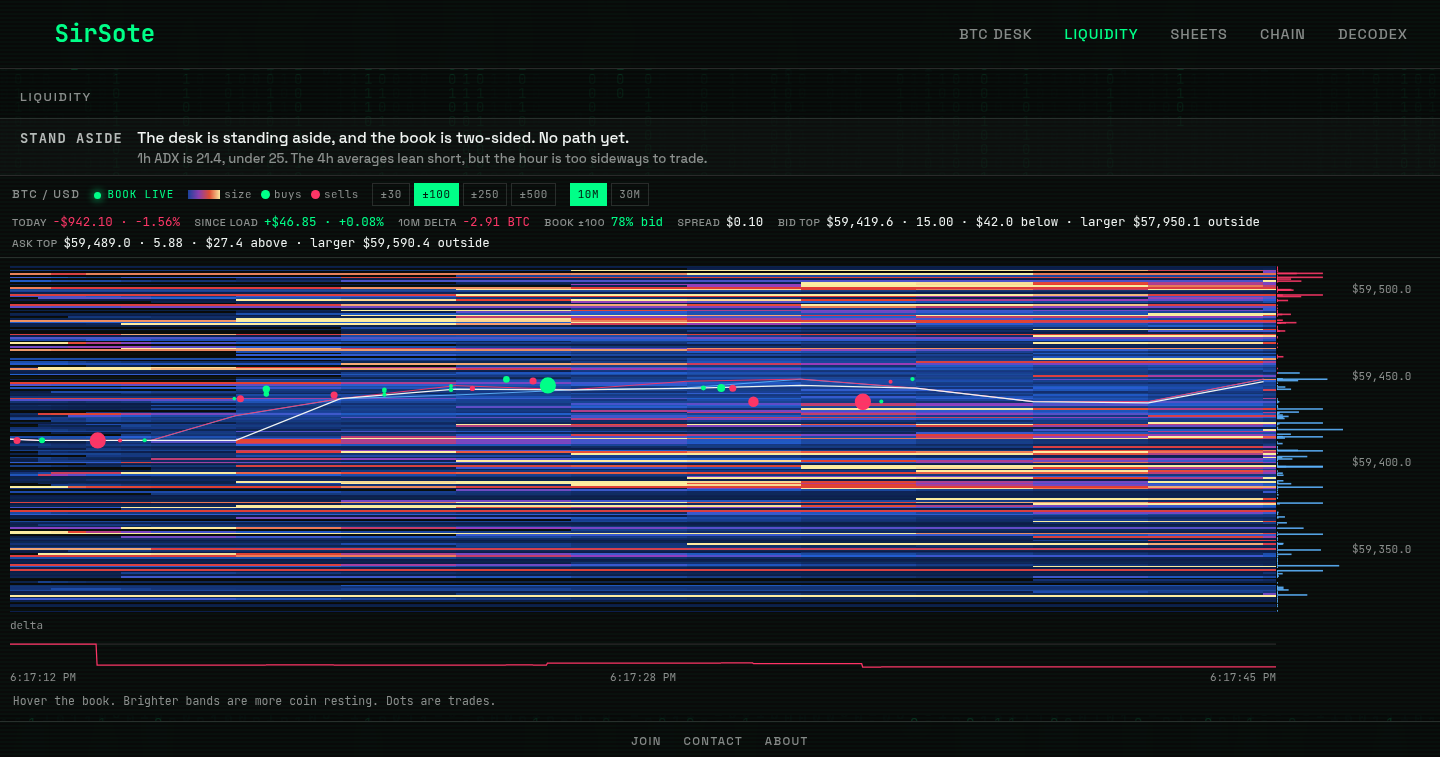 SirSote
BTC DESK LIQUIDITY SHEETS CHAIN DECODEX
LIQUIDITY
STAND ASIDE The desk is standing aside, and the book is two-sided. No path yet.
1h ADX is 21.4, under 25. The 4h averages lean short, but the hour is too sideways to trade.
BTC / USD BOOK LIVE size buys sells ±30 ±100 ±250 ±500 10M 30M
TODAY -$942.10 · -1.56% SINCE LOAD +$46.85 · +0.08% 10M DELTA -2.91 BTC BOOK ±100 78% bid SPREAD $0.10 BID TOP $59,419.6 · 15.00 · $42.0 below · larger $57,950.1 outside
ASK TOP $59,489.0 · 5.88 · $27.4 above · larger $59,590.4 outside
$59,500.0
$59,450.0
$59,400.0
$59,350.0
delta
6:17:12 PM 6:17:28 PM 6:17:45 PM
Hover the book. Brighter bands are more coin resting. Dots are trades.
JOIN CONTACT ABOUT